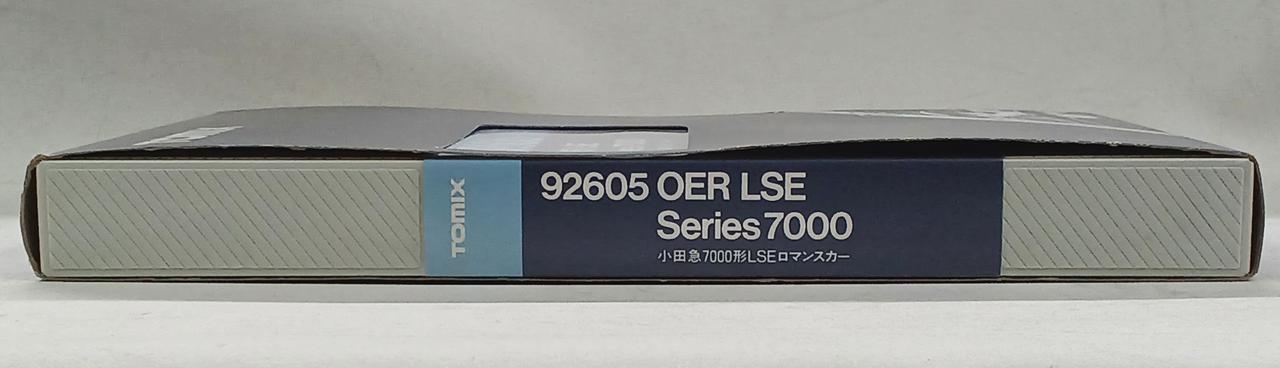 TOMIX
92605 OER LSE
Series 7000
小田急7000形LSEロマンスカー